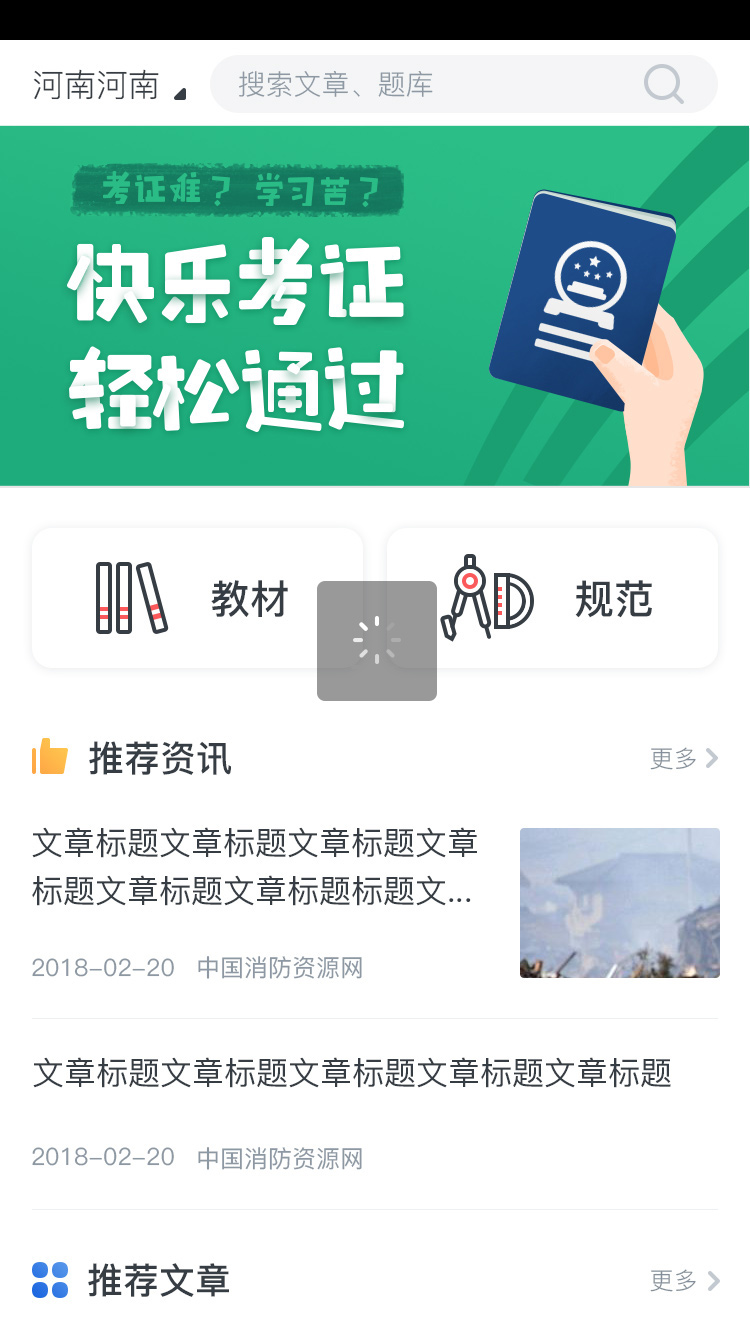 河南河南
搜索文章、题库
考证难？ 学习苦？
快乐考证
轻松通过
教材
规范
推荐资讯
更多
文章标题文章标题文章标题文章
标题文章标题文章标题标题文...
2018-02-20 中国消防资源网
文章标题文章标题文章标题文章标题文章标题
2018-02-20 中国消防资源网
推荐文章
更多